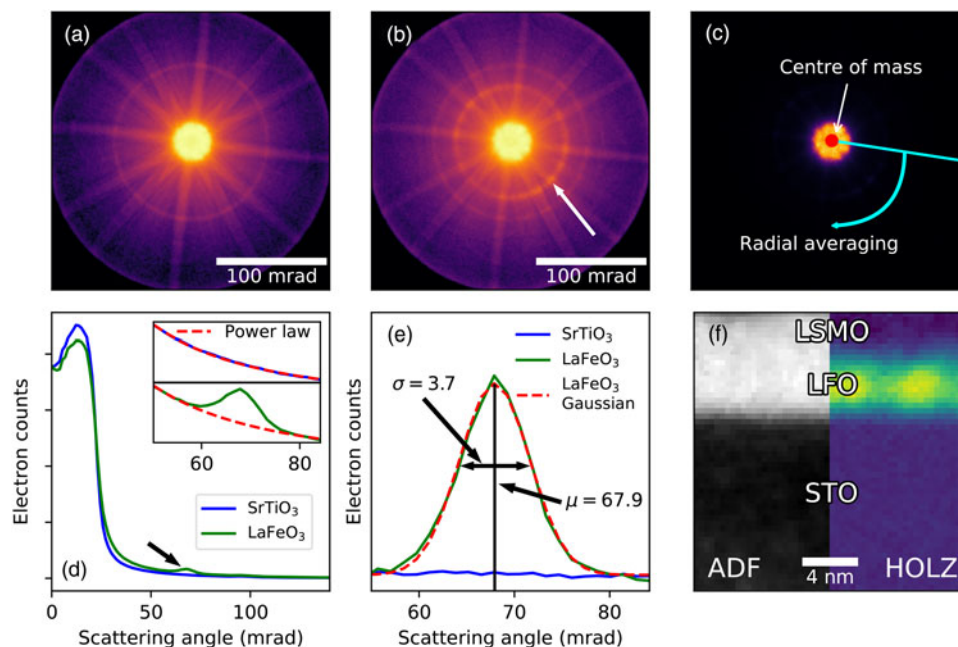 (a)
100 mrad
(b)
100 mrad
(c)
Centre of mass
Radial averaging
Electron counts
Power law
60
80
SrTiO₃
LaFeO₃
(d)
0
50
100
Scattering angle (mrad)
Electron counts
(e)
SrTiO₃
LaFeO₃
LaFeO₃
Gaussian
σ = 3.7
μ = 67.9
60
70
80
Scattering angle (mrad)
(f)
LSMO
LFO
STO
ADF
4 nm
HOLZ